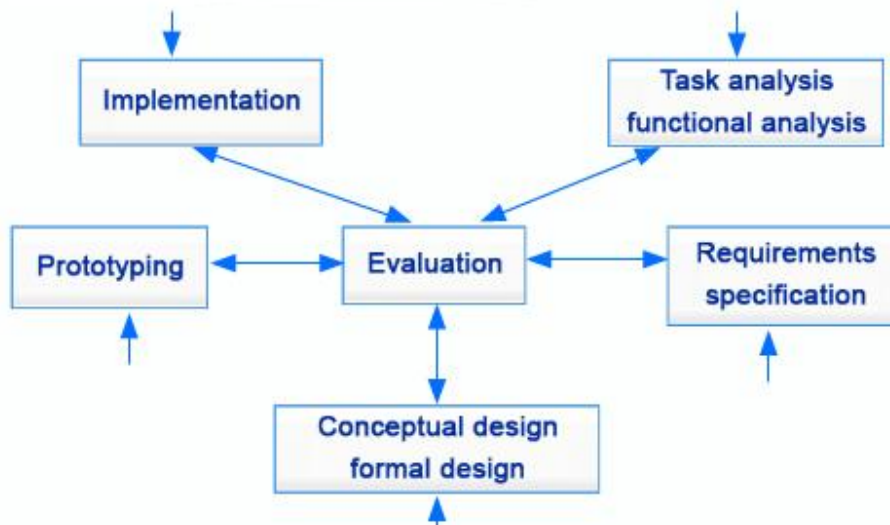 Implementation
Task analysis
functional analysis
Prototyping
Evaluation
Requirements
specification
Conceptual design
formal design